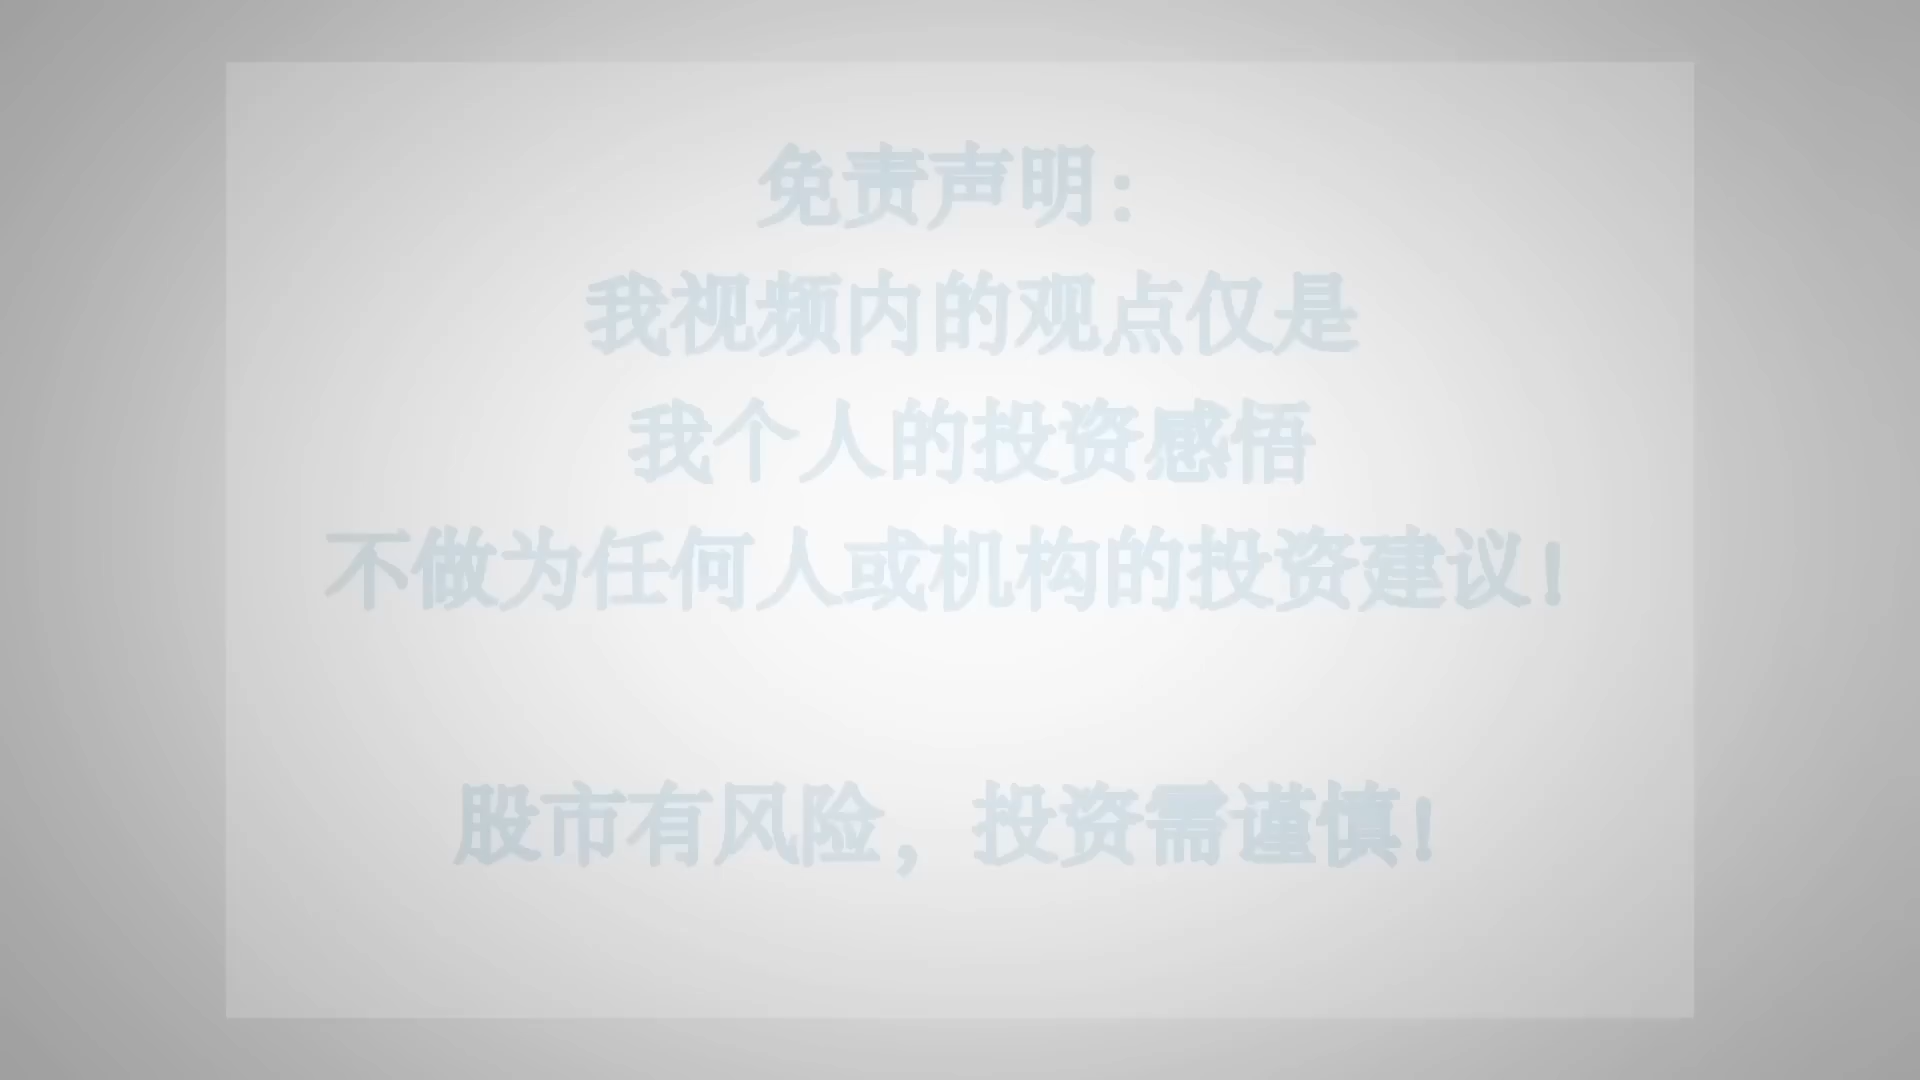 免责声明：
我视频内的观点仅是
我个人的投资感悟
不做为任何人或机构的投资建议！
股市有风险，投资需谨慎！